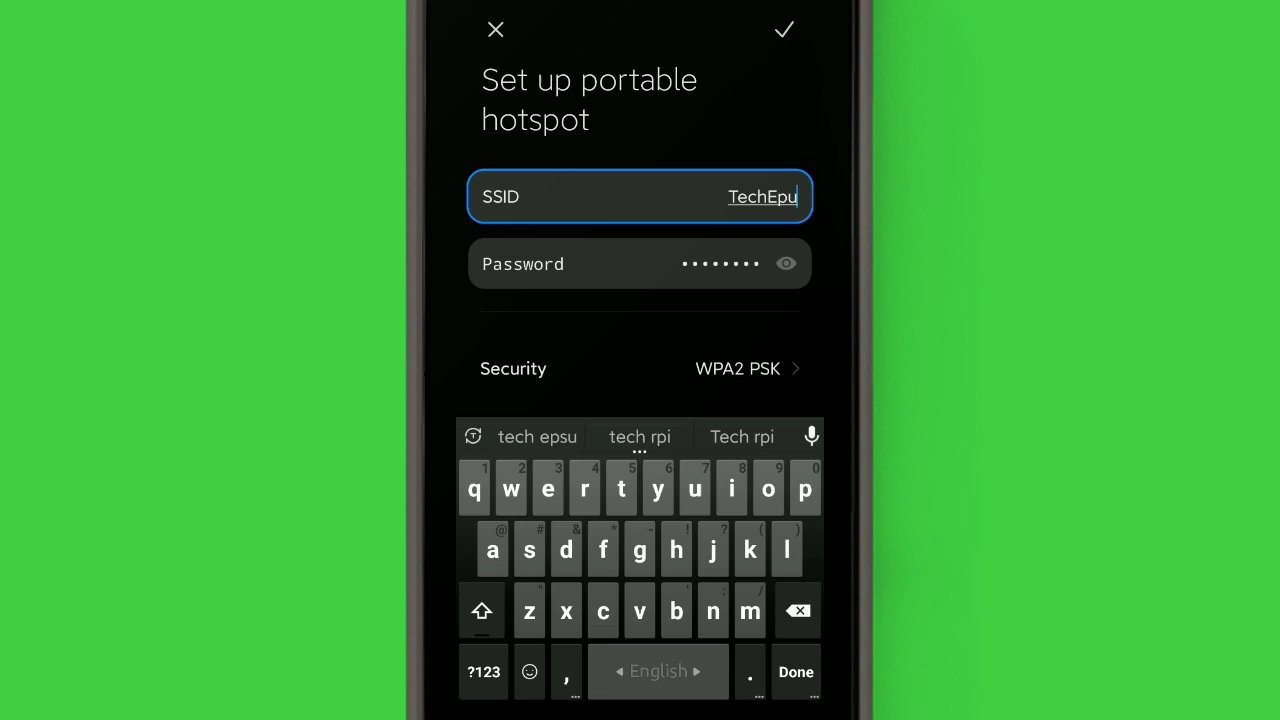 Set up portable
hotspot
SSID TechEpu
Password ••••••••
Security WPA2 PSK
tech epsu tech rpi Tech rpi
1 2 3 4 5 6 7 8 9 0
q w e r t y u i o p
@ # & * - ! ? ( )
a s d f g h j k l
" ' : /
z x c v b n m
?123 , ◂ English ▸ . Done